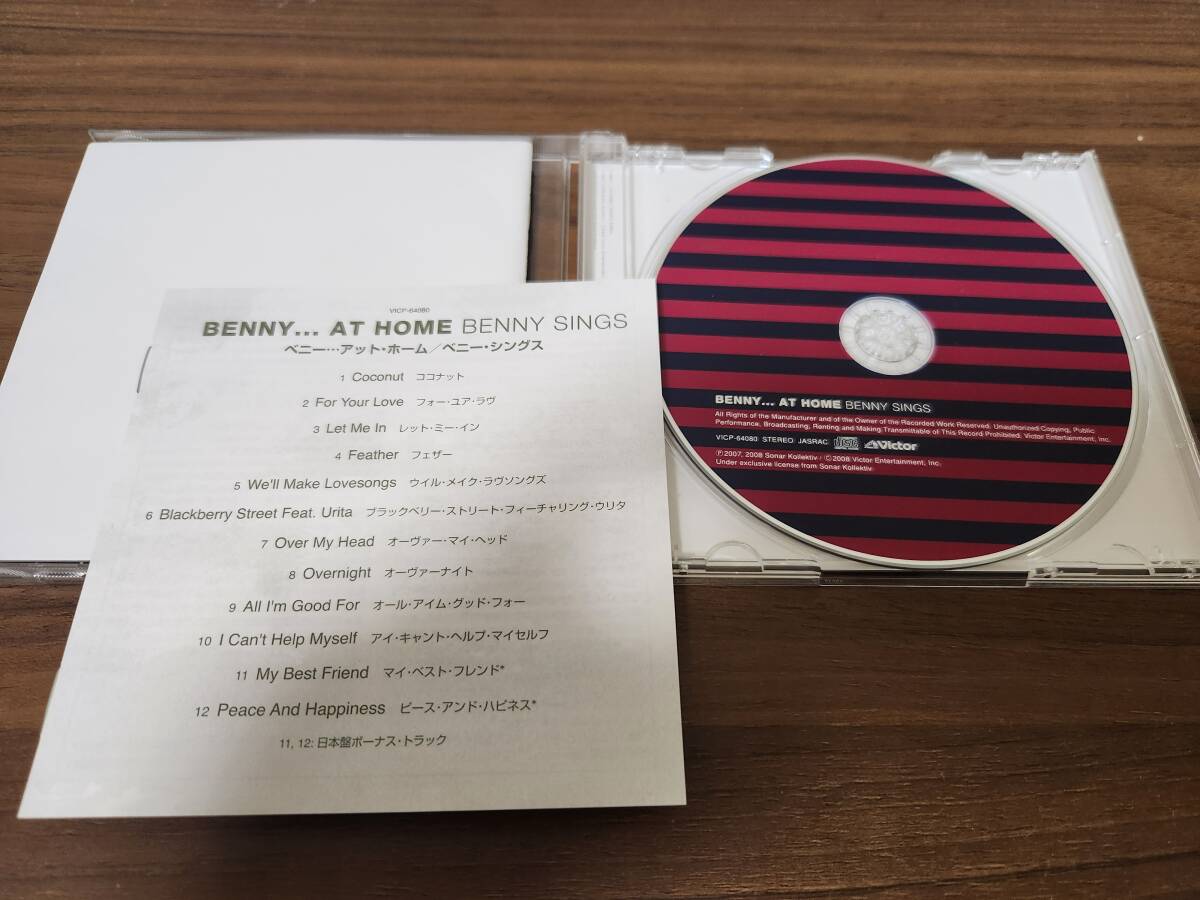 VICP-64080
BENNY... AT HOME BENNY SINGS
ベニー…アット・ホーム／ベニー・シングス
1 Coconut ココナット
2 For Your Love フォー・ユア・ラヴ
3 Let Me In レット・ミー・イン
4 Feather フェザー
5 We'll Make Lovesongs ウイル・メイク・ラヴソングズ
6 Blackberry Street Feat. Urita ブラックベリー・ストリート・フィーチャリング・ウリタ
7 Over My Head オーヴァー・マイ・ヘッド
8 Overnight オーヴァーナイト
9 All I'm Good For オール・アイム・グッド・フォー
10 I Can't Help Myself アイ・キャント・ヘルプ・マイセルフ
11 My Best Friend マイ・ベスト・フレンド*
12 Peace And Happiness ピース・アンド・ハピネス*
11, 12: 日本盤ボーナス・トラック
BENNY... AT HOME BENNY SINGS
All Rights of the Manufacturer and of the Owner of the Recorded Work Reserved. Unauthorized Copying, Public
Performance, Broadcasting, Renting and Making Transmittable of This Record Prohibited. Victor Entertainment, Inc.
VICP-64080 STEREO JASRAC disc Victor
℗2007, 2008 Sonar Kollektiv / ©2008 Victor Entertainment, Inc.
Under exclusive license from Sonar Kollektiv